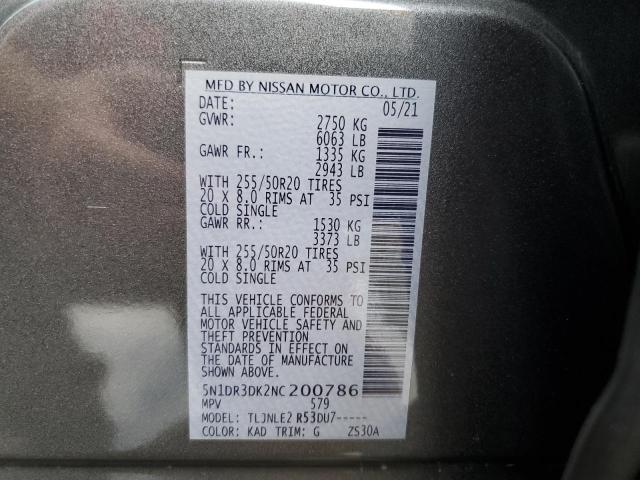 MFD BY NISSAN MOTOR CO., LTD.
DATE: 05/21
GVWR: 2750 KG
6063 LB
GAWR FR.: 1335 KG
2943 LB
WITH 255/50R20 TIRES
20 X 8.0 RIMS AT 35 PSI
COLD SINGLE
GAWR RR.: 1530 KG
3373 LB
WITH 255/50R20 TIRES
20 X 8.0 RIMS AT 35 PSI
COLD SINGLE
THIS VEHICLE CONFORMS TO
ALL APPLICABLE FEDERAL
MOTOR VEHICLE SAFETY AND
THEFT PREVENTION
STANDARDS IN EFFECT ON
THE DATE OF MANUFACTURE
SHOWN ABOVE.
5N1DR3DK2NC200786
MPV 579
MODEL: TLJNLE2 R53DU7-----
COLOR: KAD TRIM: G ZS30A